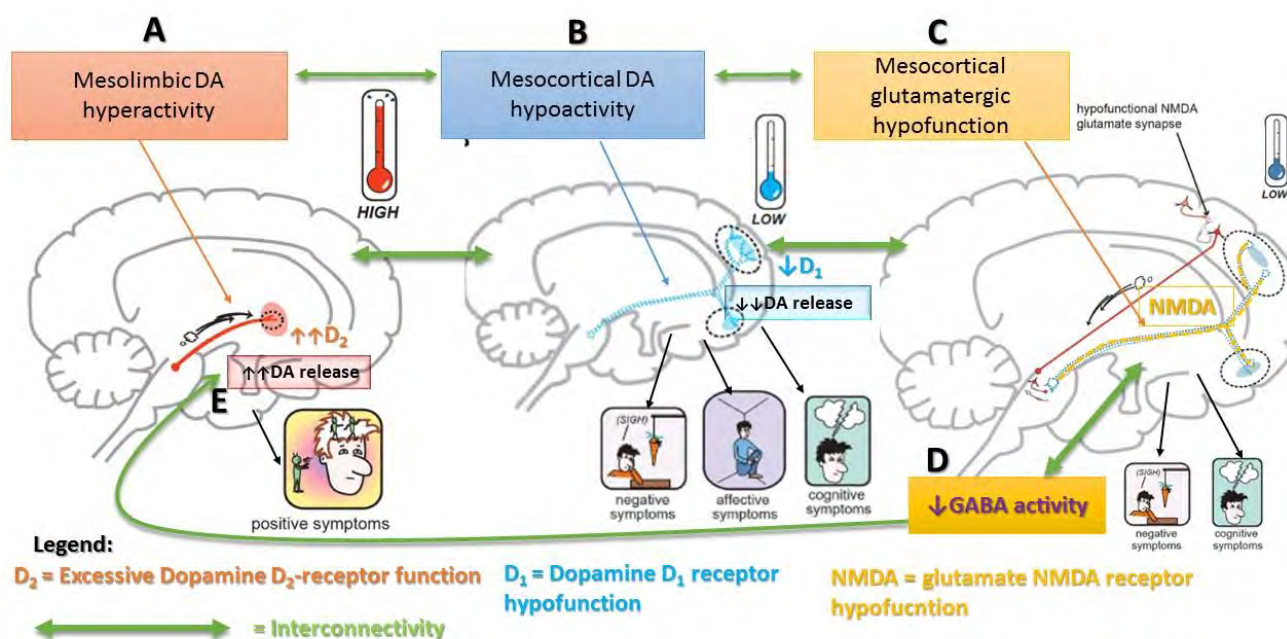 A
B
C
Mesolimbic DA
hyperactivity
Mesocortical DA
hypoactivity
Mesocortical
glutamatergic
hypofunction
hypofunctional NMDA
glutamate synapse
HIGH
LOW
LOW
↑↑D₂
↑↑DA release
↓D₁
↓↓DA release
NMDA
E
D
↓GABA activity
(SIGH)
(SIGH)
positive symptoms
negative
symptoms
affective
symptoms
cognitive
symptoms
negative
symptoms
cognitive
symptoms
Legend:
D₂ = Excessive Dopamine D₂-receptor function
D₁ = Dopamine D₁ receptor
hypofunction
NMDA = glutamate NMDA receptor
hypofucntion
= Interconnectivity